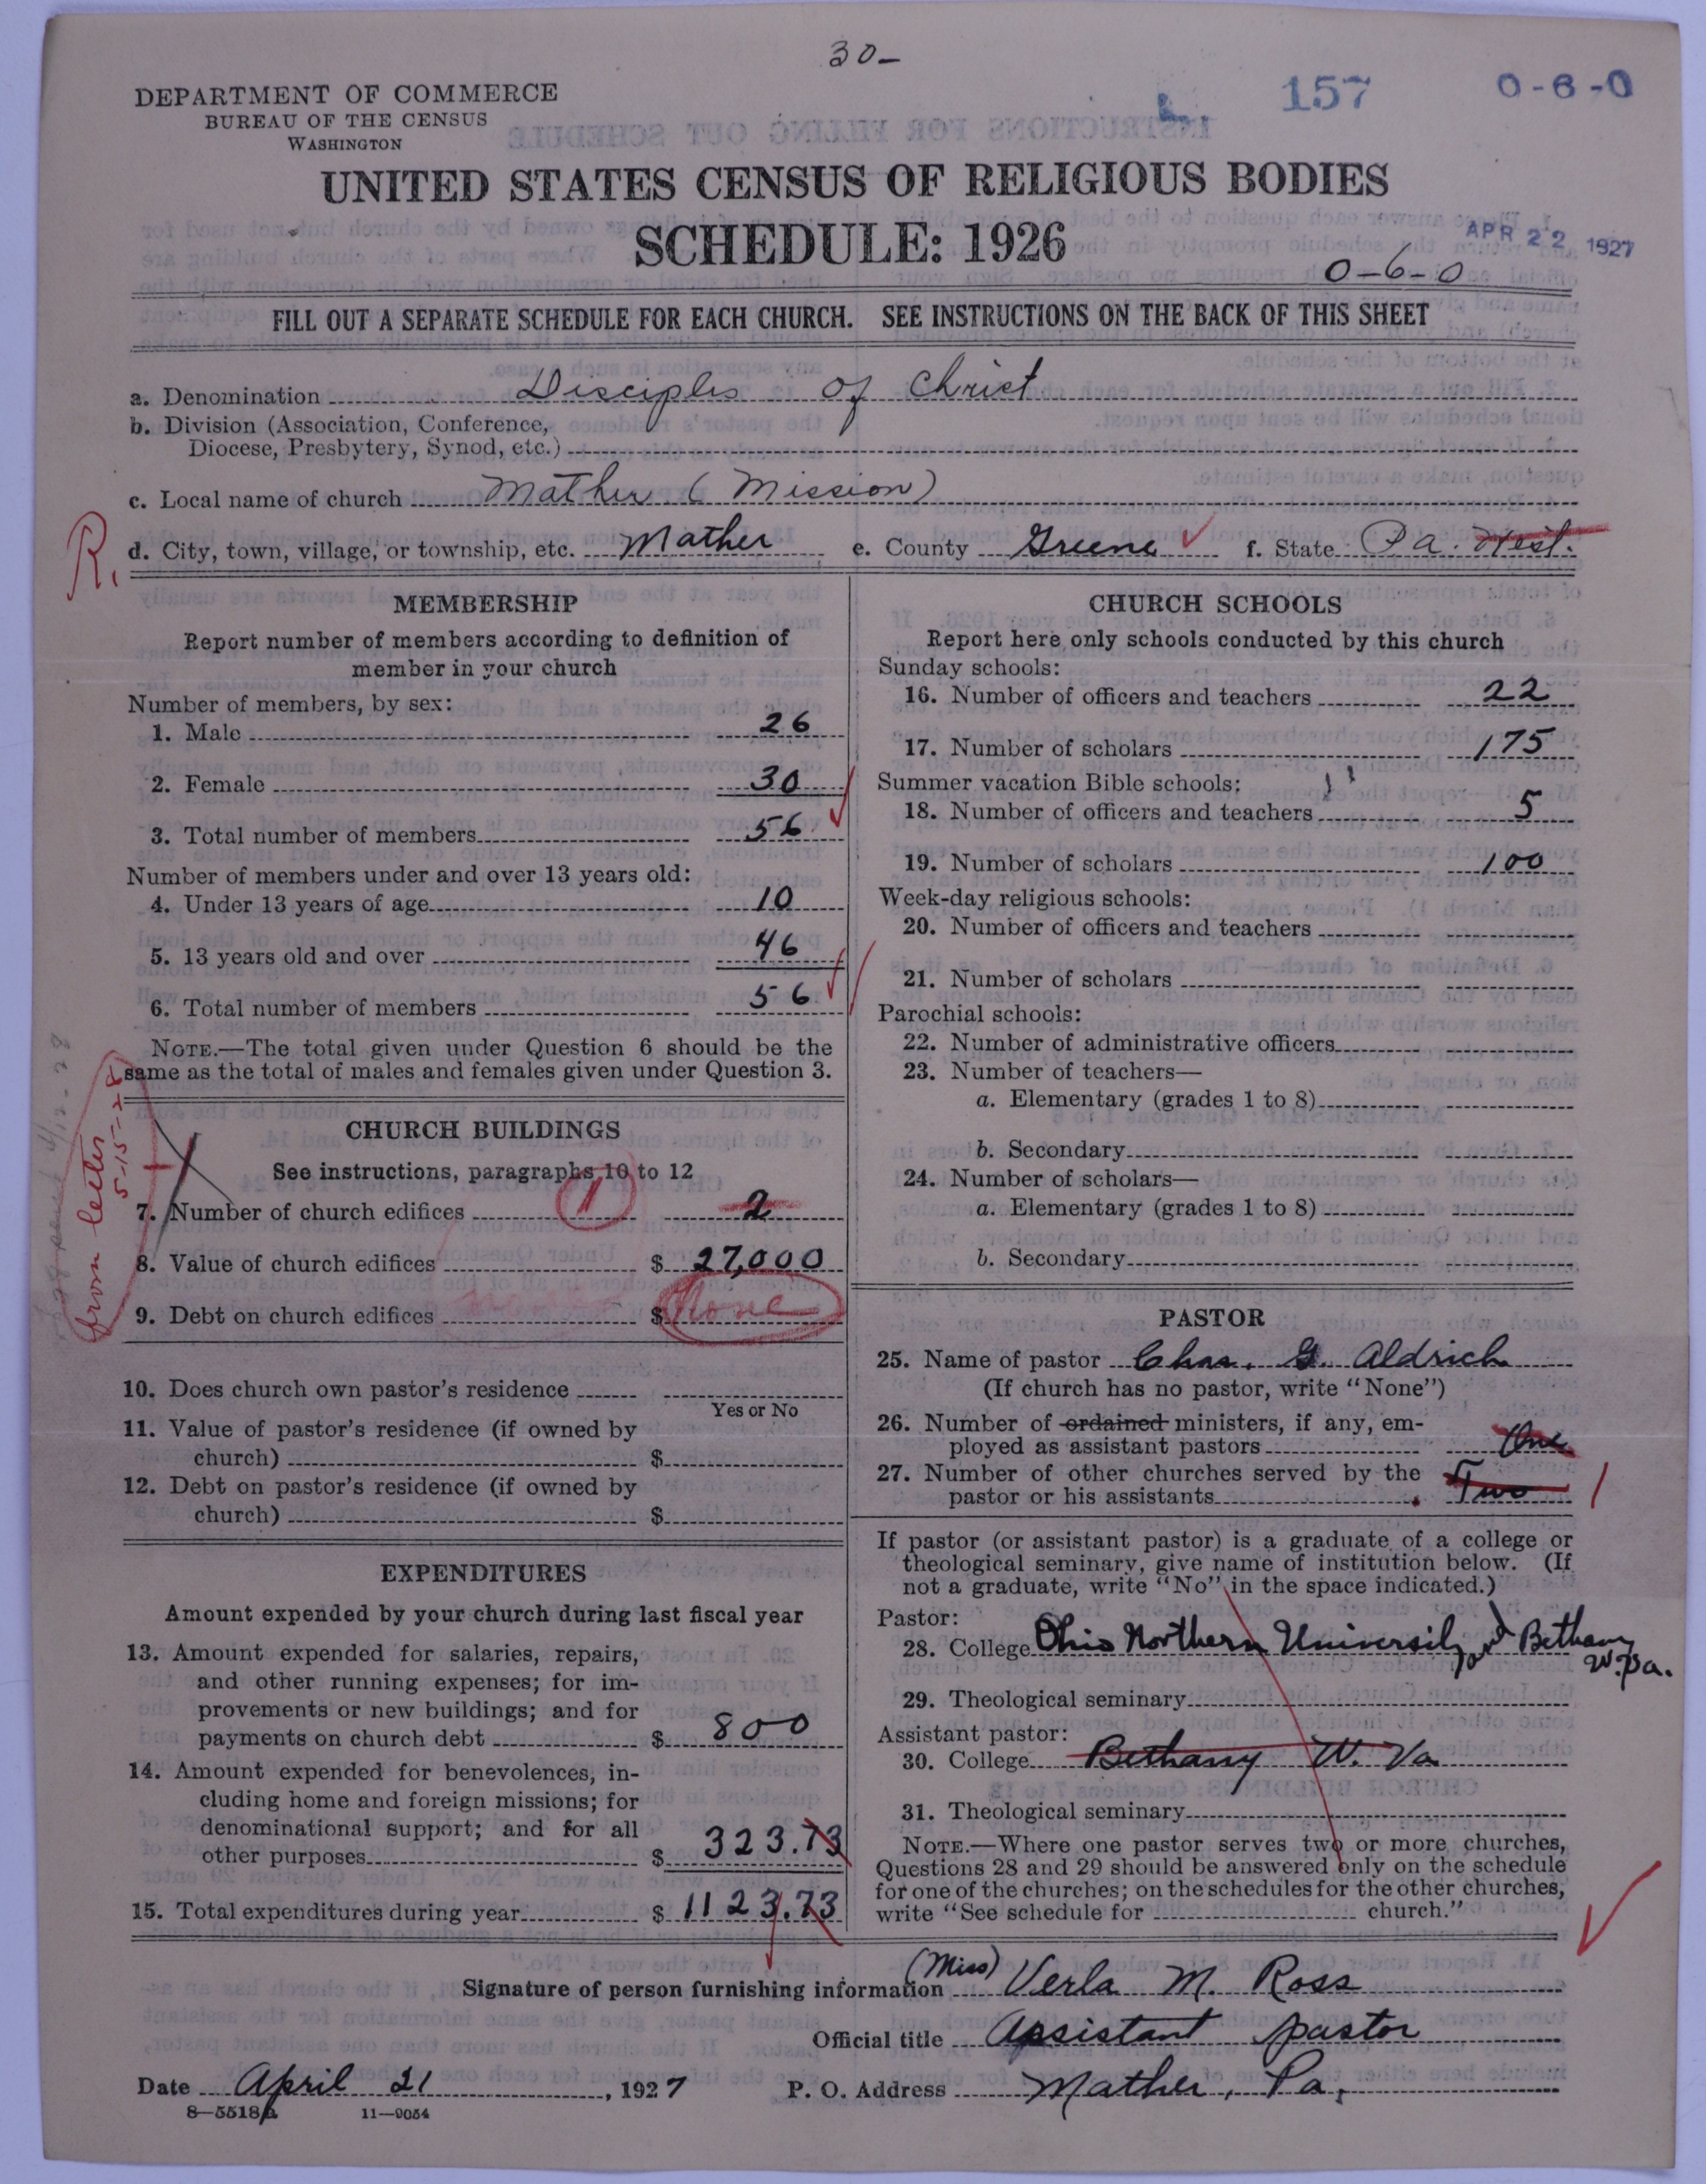 30-
157
0-6-0
DEPARTMENT OF COMMERCE
BUREAU OF THE CENSUS
WASHINGTON
UNITED STATES CENSUS OF RELIGIOUS BODIES
SCHEDULE: 1926
APR 22 1927
0-6-0
FILL OUT A SEPARATE SCHEDULE FOR EACH CHURCH. SEE INSTRUCTIONS ON THE BACK OF THIS SHEET
a. Denomination Disciples of Christ
b. Division (Association, Conference,
Diocese, Presbytery, Synod, etc.)
c. Local name of church Mather (Mission)
R.
d. City, town, village, or township, etc. Mather e. County Greene f. State Pa. West.
MEMBERSHIP
Report number of members according to definition of
member in your church
Number of members, by sex:
1. Male 26
2. Female 30
3. Total number of members 56
Number of members under and over 13 years old:
4. Under 13 years of age 10
5. 13 years old and over 46
6. Total number of members 56
NOTE.—The total given under Question 6 should be the
same as the total of males and females given under Question 3.
from letter
5-15-28
CHURCH BUILDINGS
See instructions, paragraphs 10 to 12
7. Number of church edifices 1 2
8. Value of church edifices $ 27,000
9. Debt on church edifices $ None
10. Does church own pastor's residence
Yes or No
11. Value of pastor's residence (if owned by
church) $
12. Debt on pastor's residence (if owned by
church) $
EXPENDITURES
Amount expended by your church during last fiscal year
13. Amount expended for salaries, repairs,
and other running expenses; for im-
provements or new buildings; and for
payments on church debt $ 800
14. Amount expended for benevolences, in-
cluding home and foreign missions; for
denominational support; and for all
other purposes $ 323.73
15. Total expenditures during year $ 1123.73
CHURCH SCHOOLS
Report here only schools conducted by this church
Sunday schools:
16. Number of officers and teachers 22
17. Number of scholars 175
Summer vacation Bible schools:
18. Number of officers and teachers 5
19. Number of scholars 100
Week-day religious schools:
20. Number of officers and teachers
21. Number of scholars
Parochial schools:
22. Number of administrative officers
23. Number of teachers—
a. Elementary (grades 1 to 8)
b. Secondary
24. Number of scholars—
a. Elementary (grades 1 to 8)
b. Secondary
PASTOR
25. Name of pastor Chas. G. Aldrich
(If church has no pastor, write "None")
26. Number of ordained ministers, if any, em-
ployed as assistant pastors One
27. Number of other churches served by the
pastor or his assistants Two 1
If pastor (or assistant pastor) is a graduate of a college or
theological seminary, give name of institution below. (If
not a graduate, write "No" in the space indicated.)
Pastor:
28. College Ohio Northern University and Bethany
W.Va.
29. Theological seminary
Assistant pastor:
30. College Bethany W. Va
31. Theological seminary
NOTE.—Where one pastor serves two or more churches,
Questions 28 and 29 should be answered only on the schedule
for one of the churches; on the schedules for the other churches,
write "See schedule for church."
Signature of person furnishing information (Miss) Verla M. Ross
Official title Assistant pastor
Date April 21, 1927 P. O. Address Mather, Pa.
8—5518a 11—9054